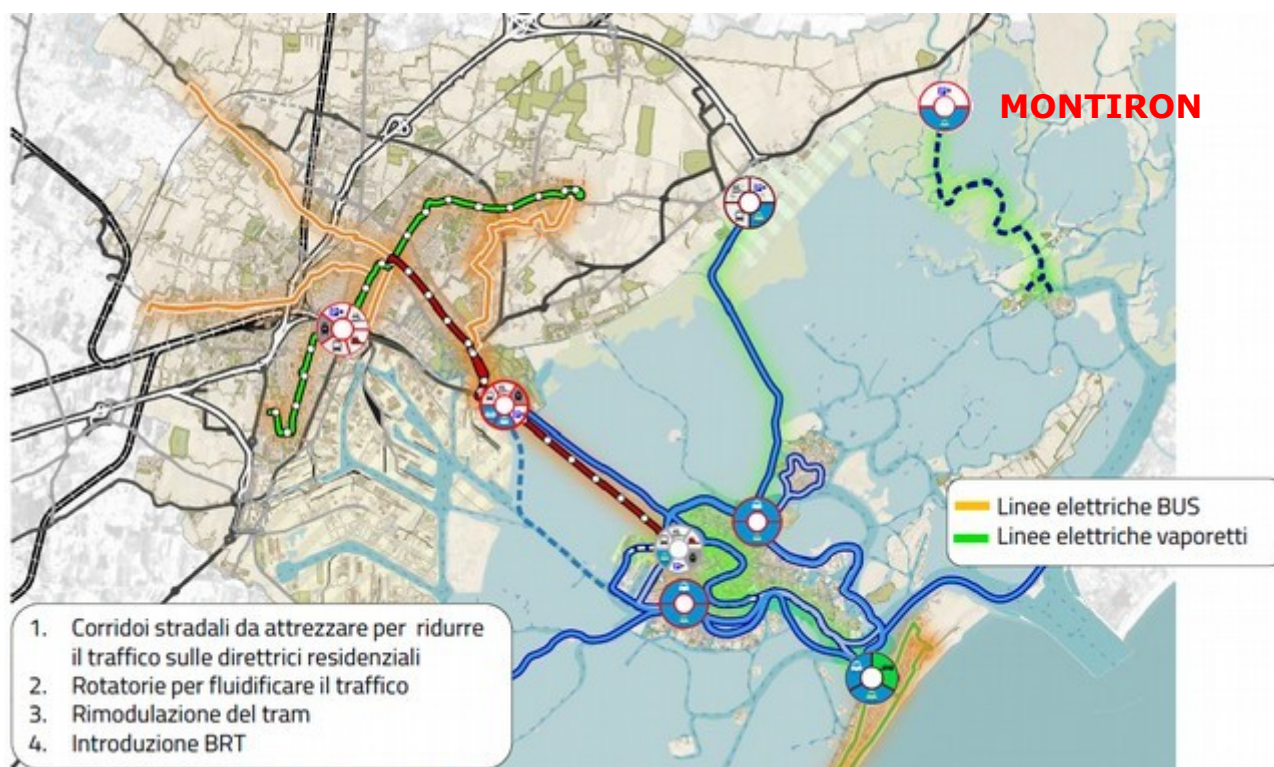 MONTIRON
Linee elettriche BUS
Linee elettriche vaporetti
1. Corridoi stradali da attrezzare per ridurre
il traffico sulle direttrici residenziali
2. Rotatorie per fluidificare il traffico
3. Rimodulazione del tram
4. Introduzione BRT